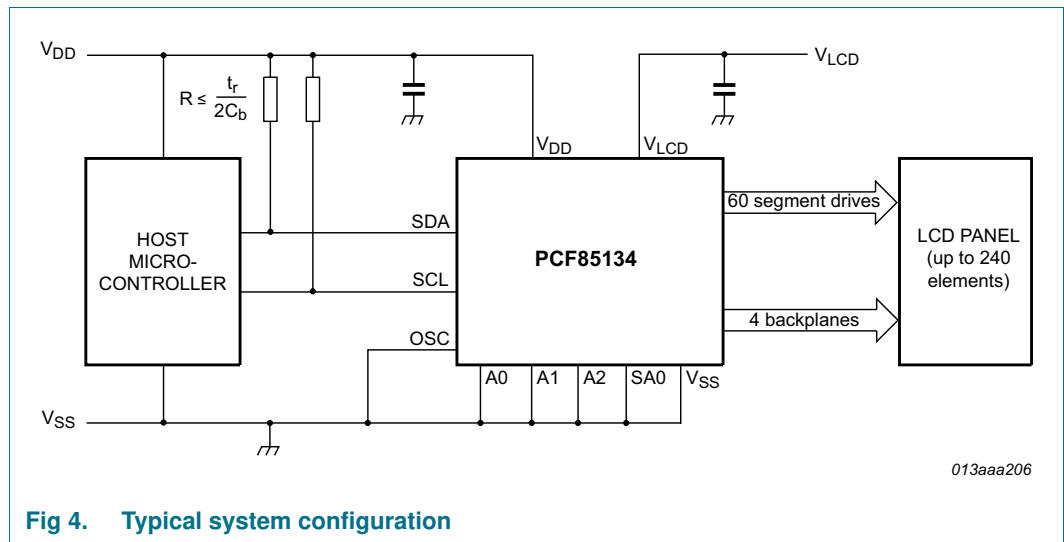 VDD
VLCD
R ≤ tr
2Cb
VDD
VLCD
HOST
MICRO-
CONTROLLER
SDA
SCL
OSC
PCF85134
60 segment drives
4 backplanes
LCD PANEL
(up to 240
elements)
A0 A1 A2 SA0 VSS
VSS
013aaa206
Fig 4. Typical system configuration